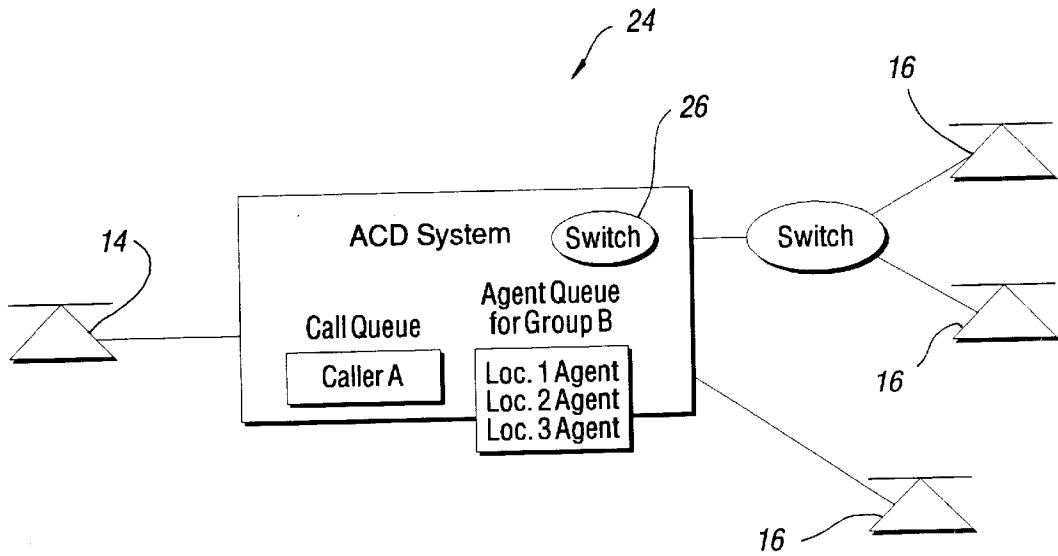 24
16
26
ACD System
Switch
Switch
14
Agent Queue
for Group B
Call Queue
Caller A
Loc. 1 Agent
Loc. 2 Agent
Loc. 3 Agent
16
16